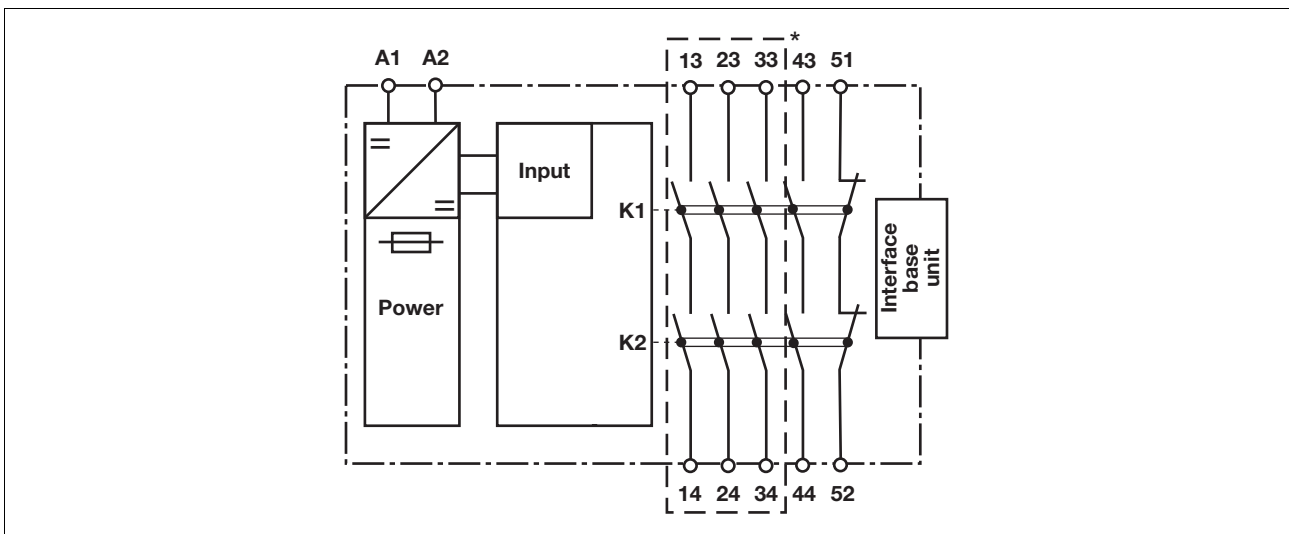 *
A1 A2 13 23 33 43 51
Input
K1
Interface
base
unit
Power
K2
14 24 34 44 52